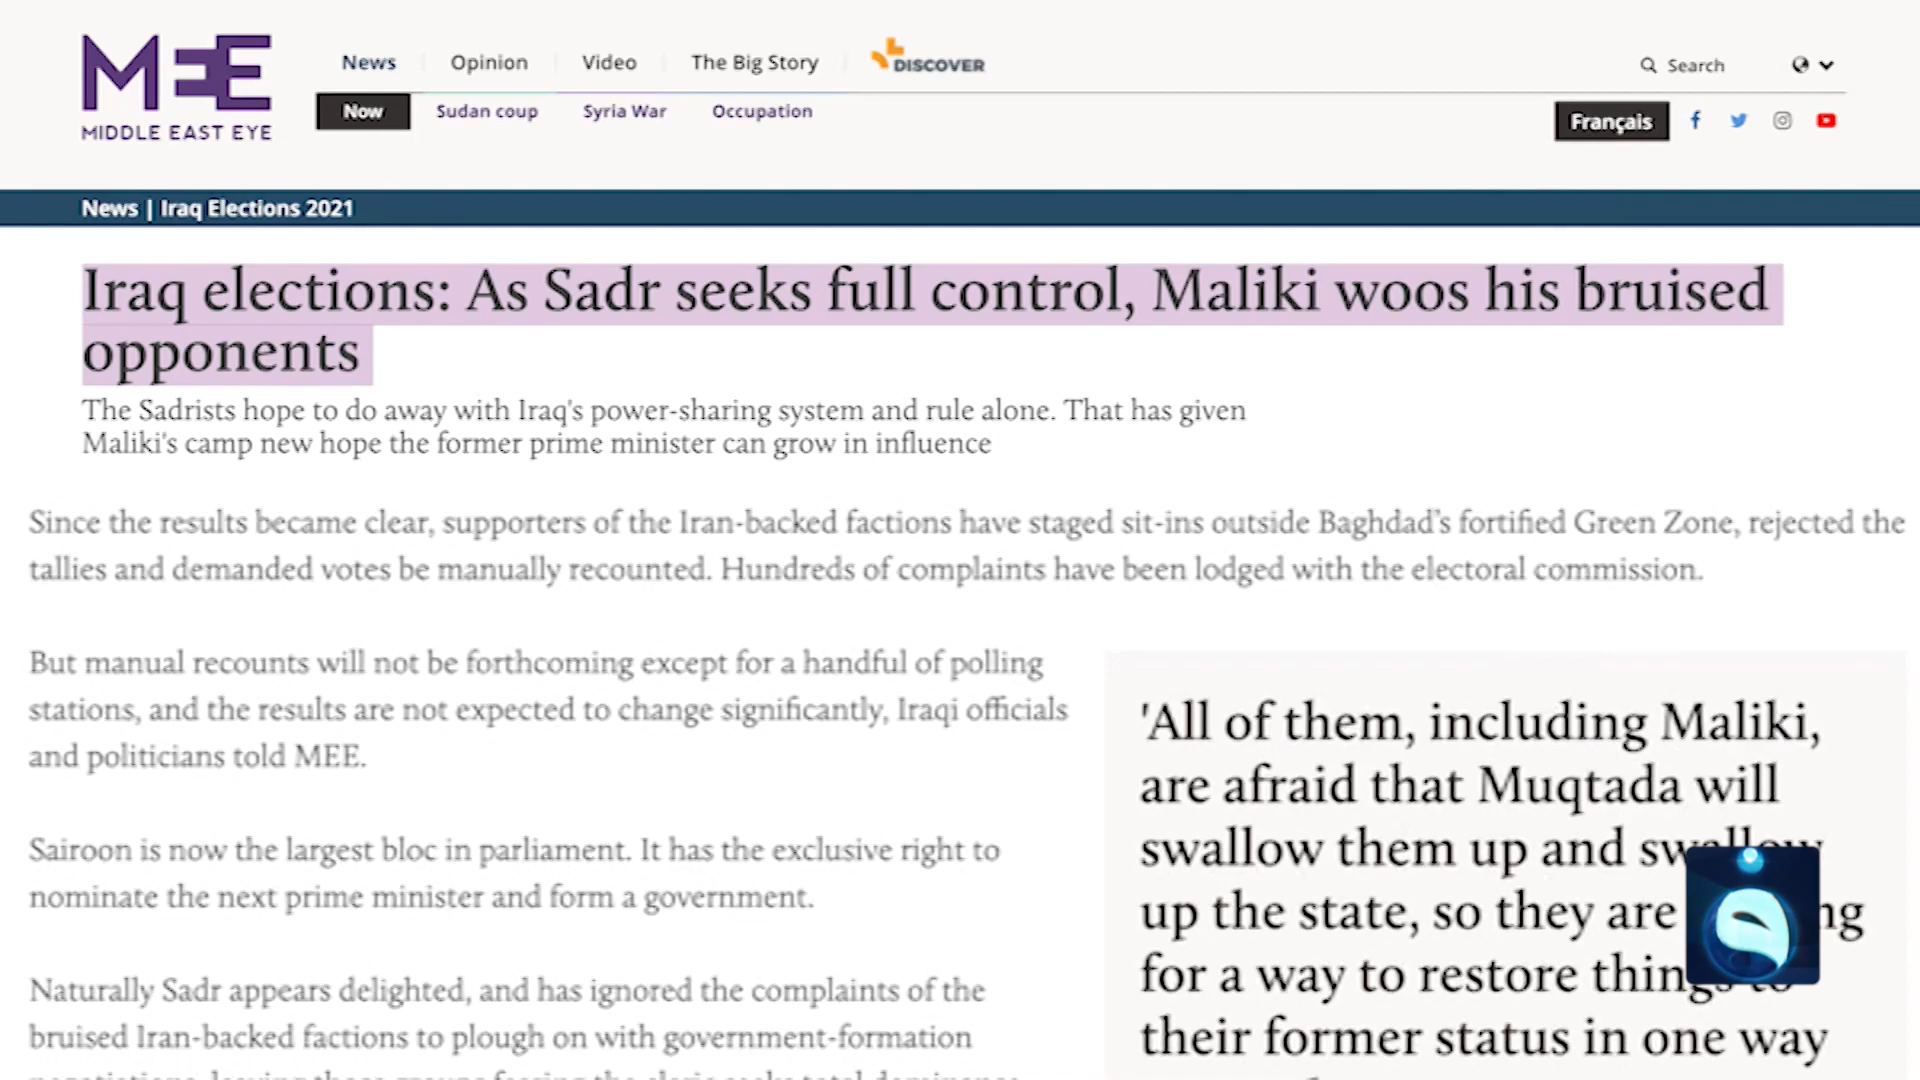 MEE
MIDDLE EAST EYE
News
Opinion
Video
The Big Story
DISCOVER
Search
Now
Sudan coup
Syria War
Occupation
Français
News | Iraq Elections 2021
Iraq elections: As Sadr seeks full control, Maliki woos his bruised
opponents
The Sadrists hope to do away with Iraq's power-sharing system and rule alone. That has given
Maliki's camp new hope the former prime minister can grow in influence
Since the results became clear, supporters of the Iran-backed factions have staged sit-ins outside Baghdad's fortified Green Zone, rejected the
tallies and demanded votes be manually recounted. Hundreds of complaints have been lodged with the electoral commission.
But manual recounts will not be forthcoming except for a handful of polling
stations, and the results are not expected to change significantly, Iraqi officials
and politicians told MEE.
Sairoon is now the largest bloc in parliament. It has the exclusive right to
nominate the next prime minister and form a government.
Naturally Sadr appears delighted, and has ignored the complaints of the
bruised Iran-backed factions to plough on with government-formation
'All of them, including Maliki,
are afraid that Muqtada will
swallow them up and swallow
up the state, so they are
for a way to restore things to
their former status in one way